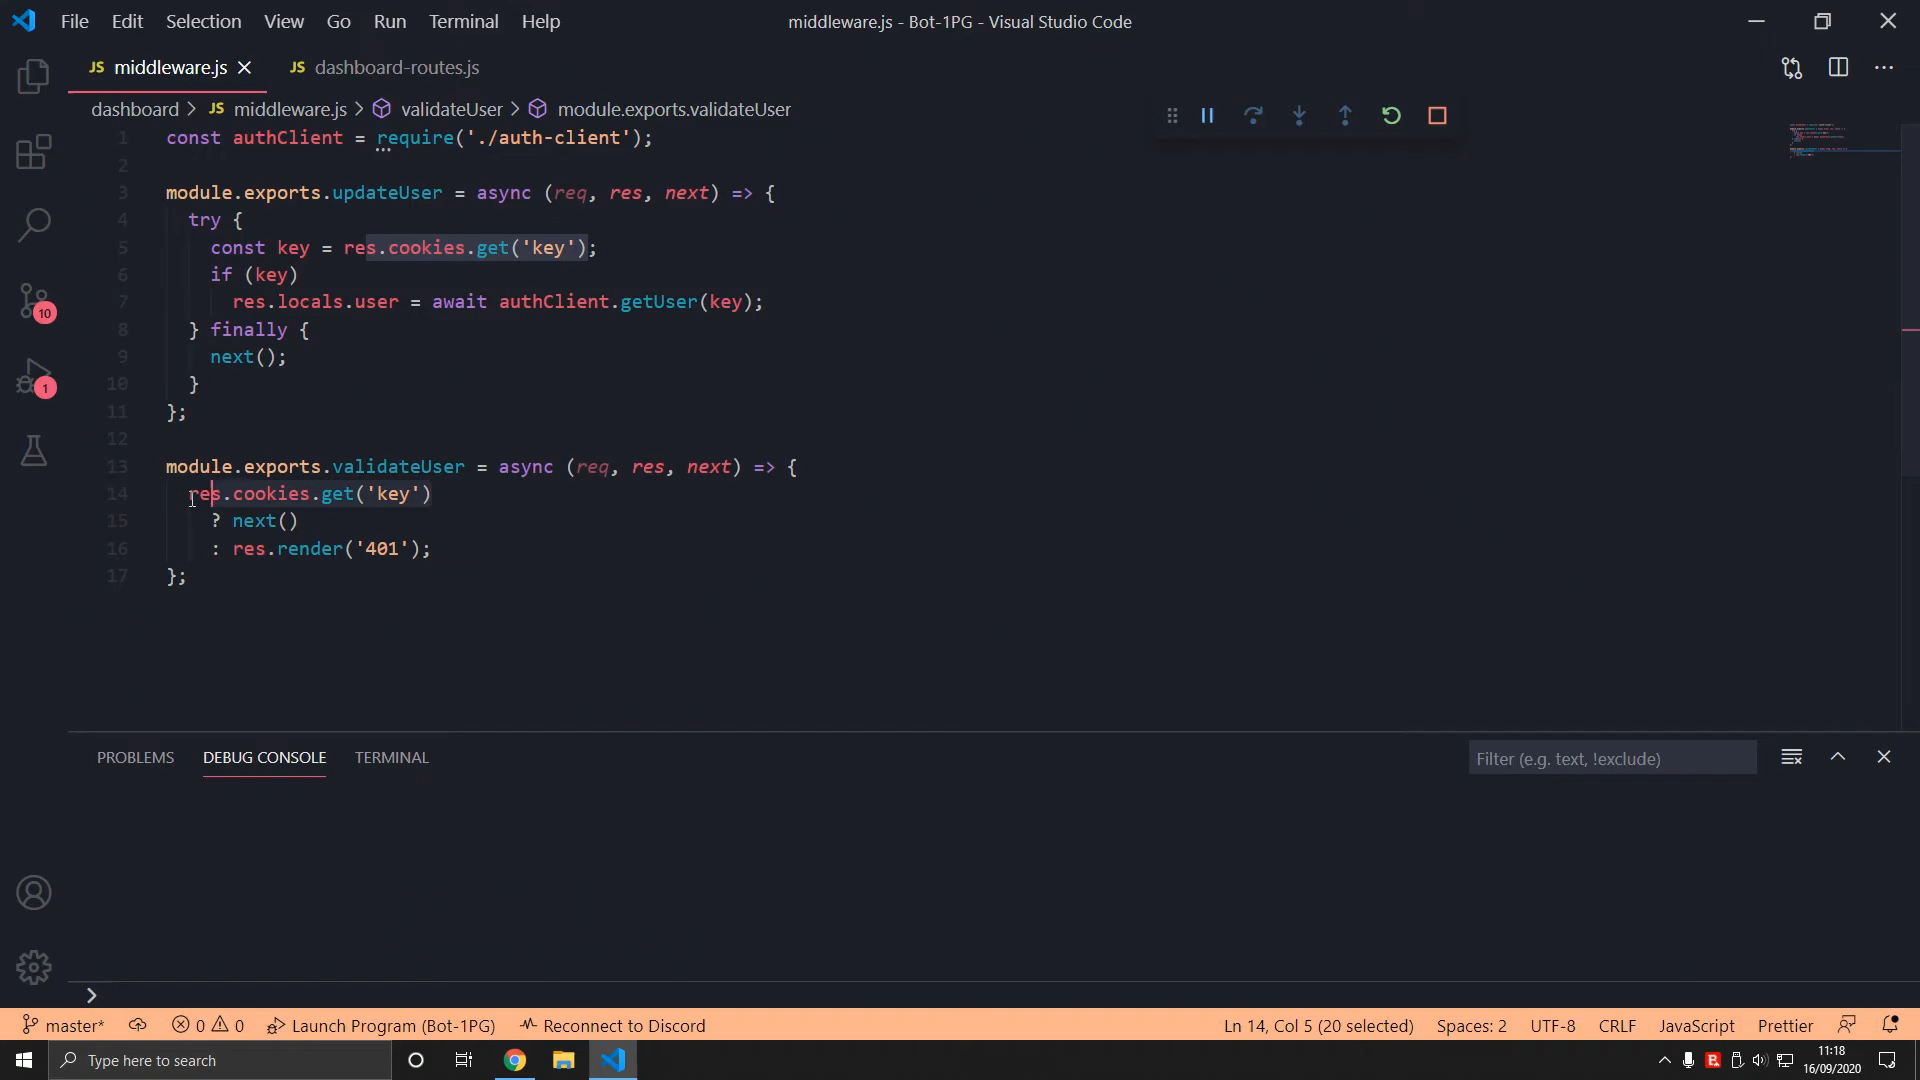 File Edit Selection View Go Run Terminal Help
middleware.js - Bot-1PG - Visual Studio Code
JS middleware.js
JS dashboard-routes.js
dashboard > JS middleware.js > validateUser > module.exports.validateUser
1 const authClient = require('./auth-client');
2
3 module.exports.updateUser = async (req, res, next) => {
4 try {
5 const key = res.cookies.get('key');
6 if (key)
7 res.locals.user = await authClient.getUser(key);
8 } finally {
9 next();
10 }
11 };
12
13 module.exports.validateUser = async (req, res, next) => {
14 res.cookies.get('key')
15 ? next()
16 : res.render('401');
17 };
10
1
PROBLEMS DEBUG CONSOLE TERMINAL
Filter (e.g. text, !exclude)
master* 0 0 Launch Program (Bot-1PG) Reconnect to Discord
Ln 14, Col 5 (20 selected) Spaces: 2 UTF-8 CRLF JavaScript Prettier
Type here to search
11:18
16/09/2020